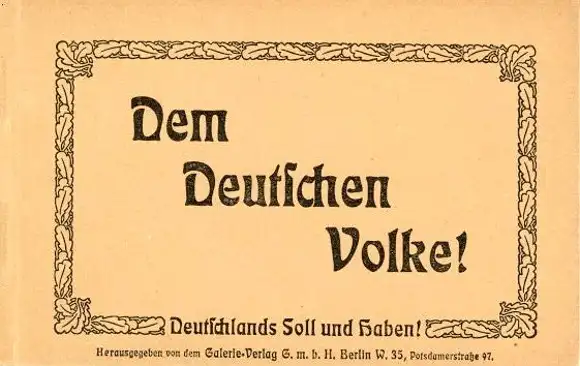 Dem
Deutſchen
Volke!
Deutſchlands Soll und Haben!
Herausgegeben von dem Galerie-Verlag G. m. b. H. Berlin W. 35, Potsdamerstraße 97.